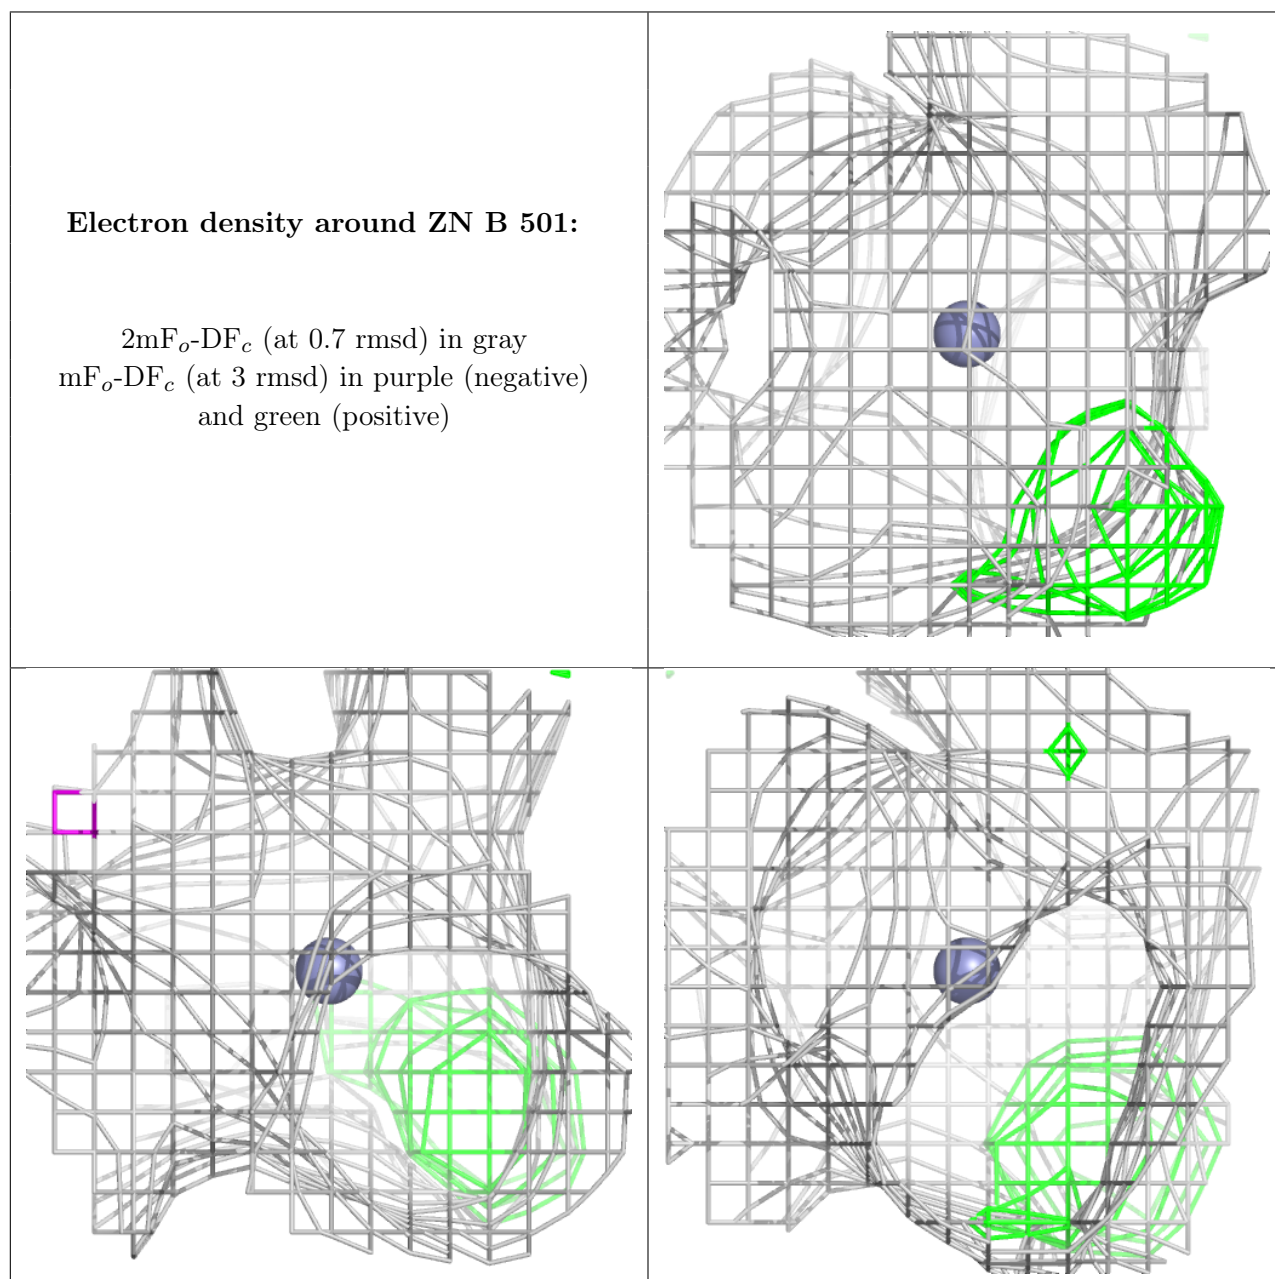 Electron density around ZN B 501:
2mFo-DFc (at 0.7 rmsd) in gray
mFo-DFc (at 3 rmsd) in purple (negative)
and green (positive)